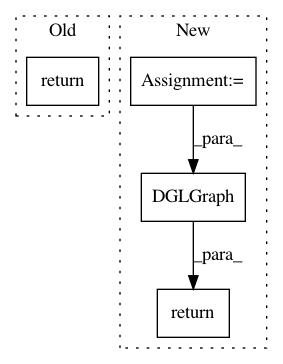 Old
return
New
Assignment:=
_para_
DGLGraph
_para_
return